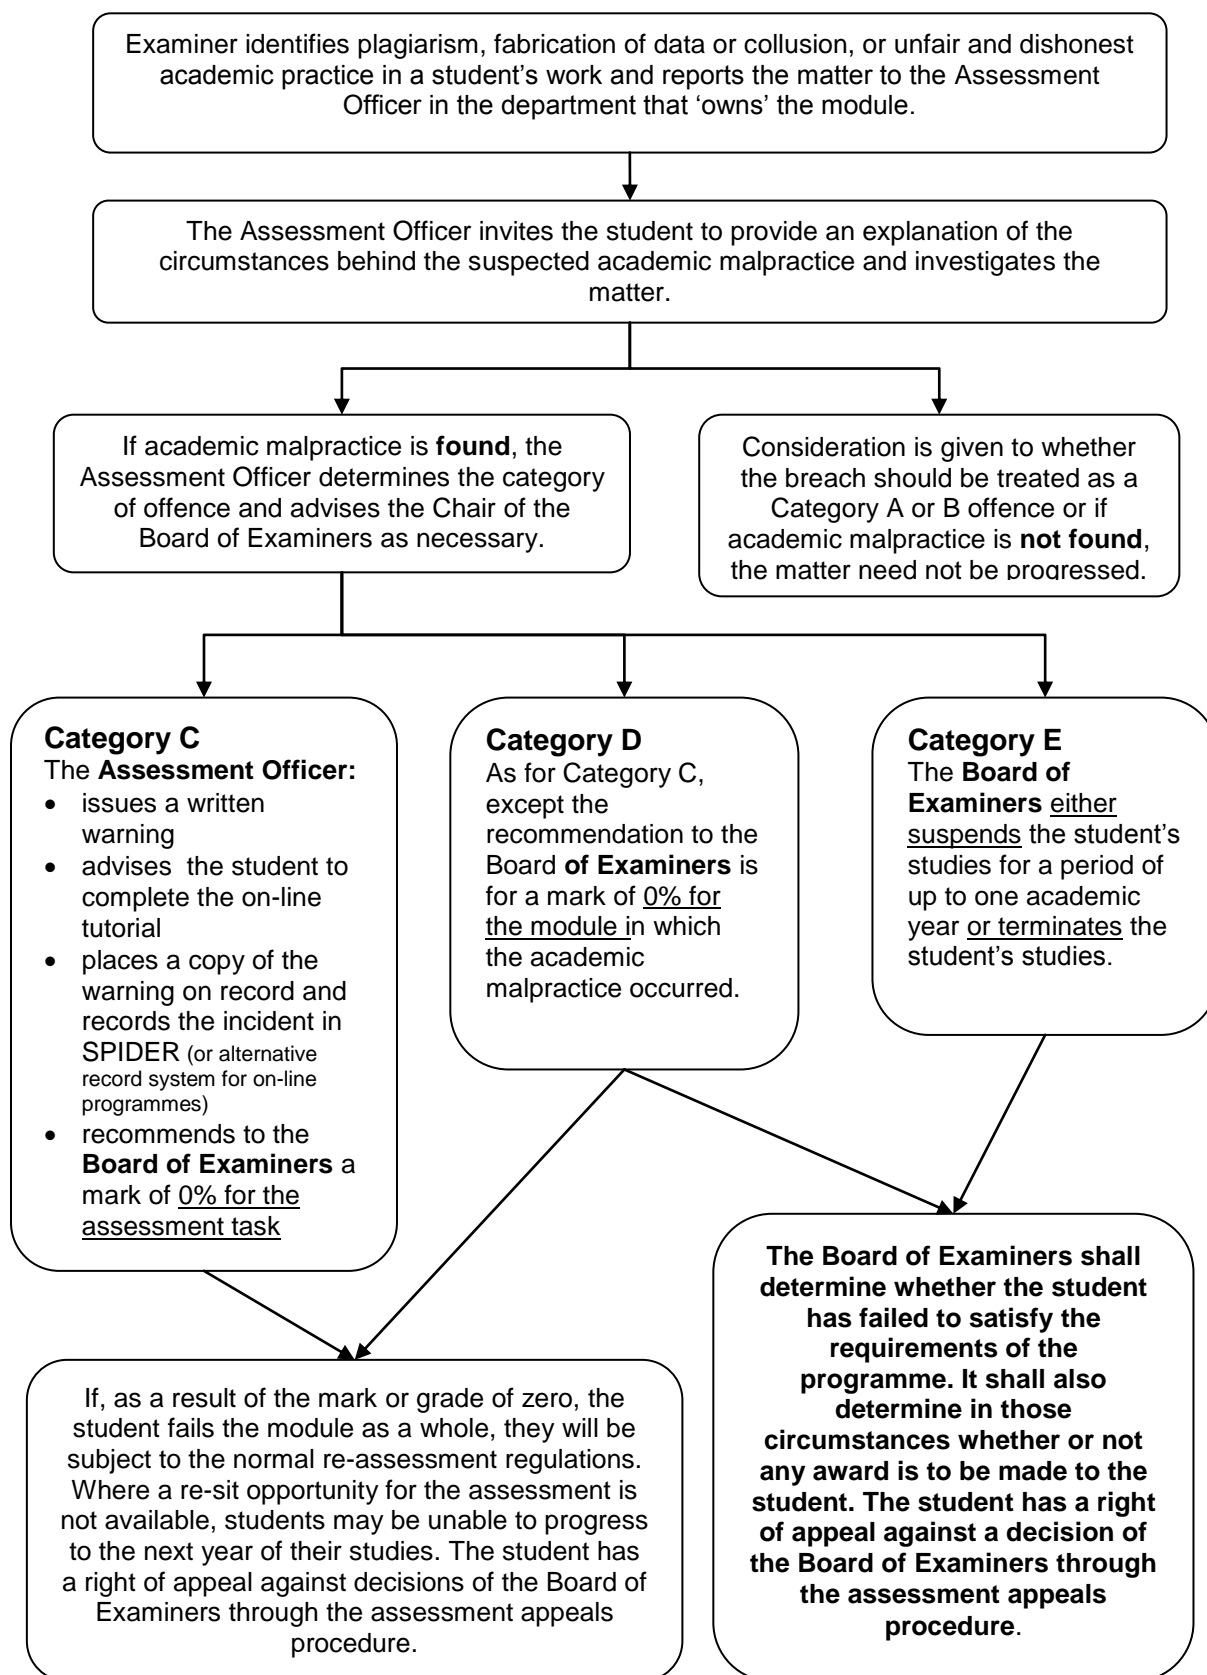 Examiner identifies plagiarism, fabrication of data or collusion, or unfair and dishonest
academic practice in a student's work and reports the matter to the Assessment
Officer in the department that 'owns' the module.
The Assessment Officer invites the student to provide an explanation of the
circumstances behind the suspected academic malpractice and investigates the
matter.
If academic malpractice is found, the
Assessment Officer determines the category
of offence and advises the Chair of the
Board of Examiners as necessary.
Consideration is given to whether
the breach should be treated as a
Category A or B offence or if
academic malpractice is not found,
the matter need not be progressed.
Category C
The Assessment Officer:
• issues a written
warning
• advises  the student to
complete the on-line
tutorial
• places a copy of the
warning on record and
records the incident in
SPIDER (or alternative
record system for on-line
programmes)
• recommends to the
Board of Examiners a
mark of 0% for the
assessment task
Category D
As for Category C,
except the
recommendation to the
Board of Examiners is
for a mark of 0% for
the module in which
the academic
malpractice occurred.
Category E
The Board of
Examiners either
suspends the student's
studies for a period of
up to one academic
year or terminates the
student's studies.
If, as a result of the mark or grade of zero, the
student fails the module as a whole, they will be
subject to the normal re-assessment regulations.
Where a re-sit opportunity for the assessment is
not available, students may be unable to progress
to the next year of their studies. The student has
a right of appeal against decisions of the Board of
Examiners through the assessment appeals
procedure.
The Board of Examiners shall
determine whether the student
has failed to satisfy the
requirements of the
programme. It shall also
determine in those
circumstances whether or not
any award is to be made to the
student. The student has a right
of appeal against a decision of
the Board of Examiners through
the assessment appeals
procedure.